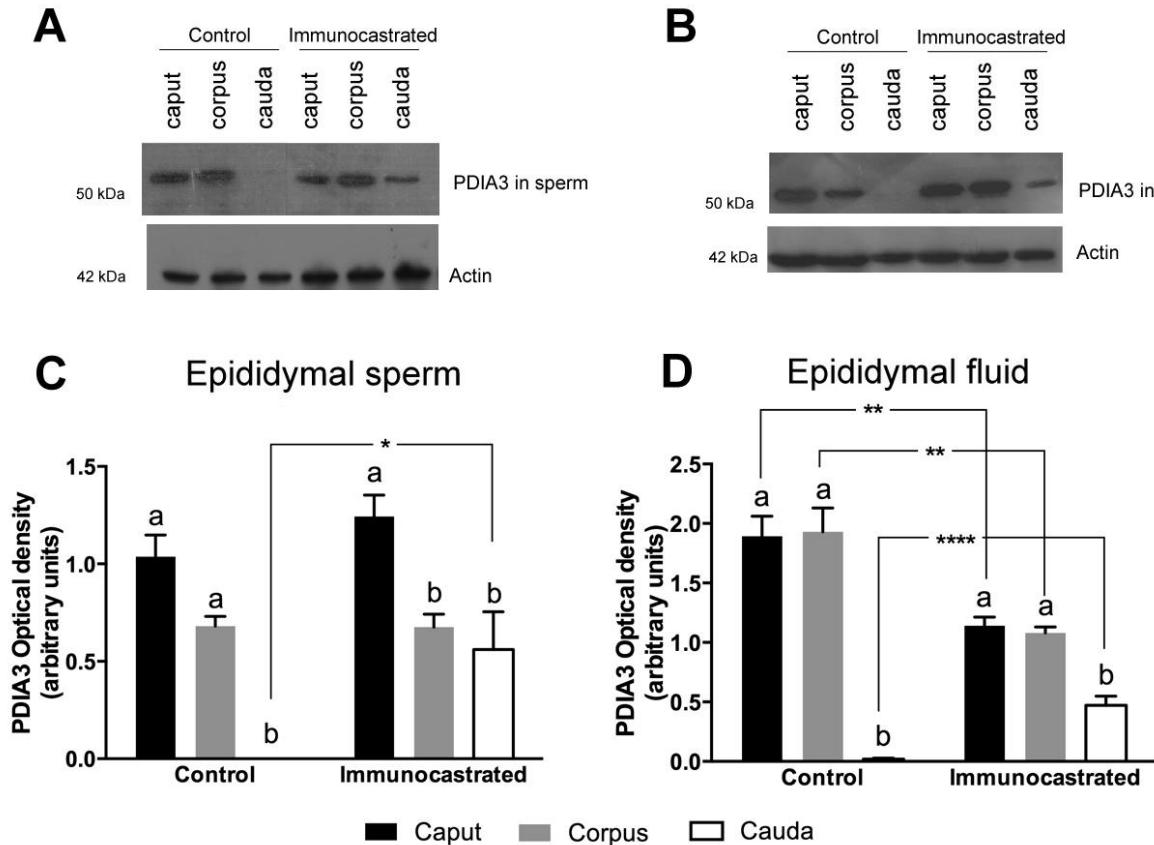 A
Control Immunocastrated
caput corpus cauda caput corpus cauda
50 kDa
PDIA3 in sperm
42 kDa
Actin
B
Control Immunocastrated
caput corpus cauda caput corpus cauda
50 kDa
PDIA3 in
42 kDa
Actin
C Epididymal sperm
PDIA3 Optical density
(arbitrary units)
1.5
1.0
0.5
0.0
*
a a b a b b
Control Immunocastrated
D Epididymal fluid
PDIA3 Optical density
(arbitrary units)
2.5
2.0
1.5
1.0
0.5
0.0
**
**
****
a a b a a b
Control Immunocastrated
Caput Corpus Cauda